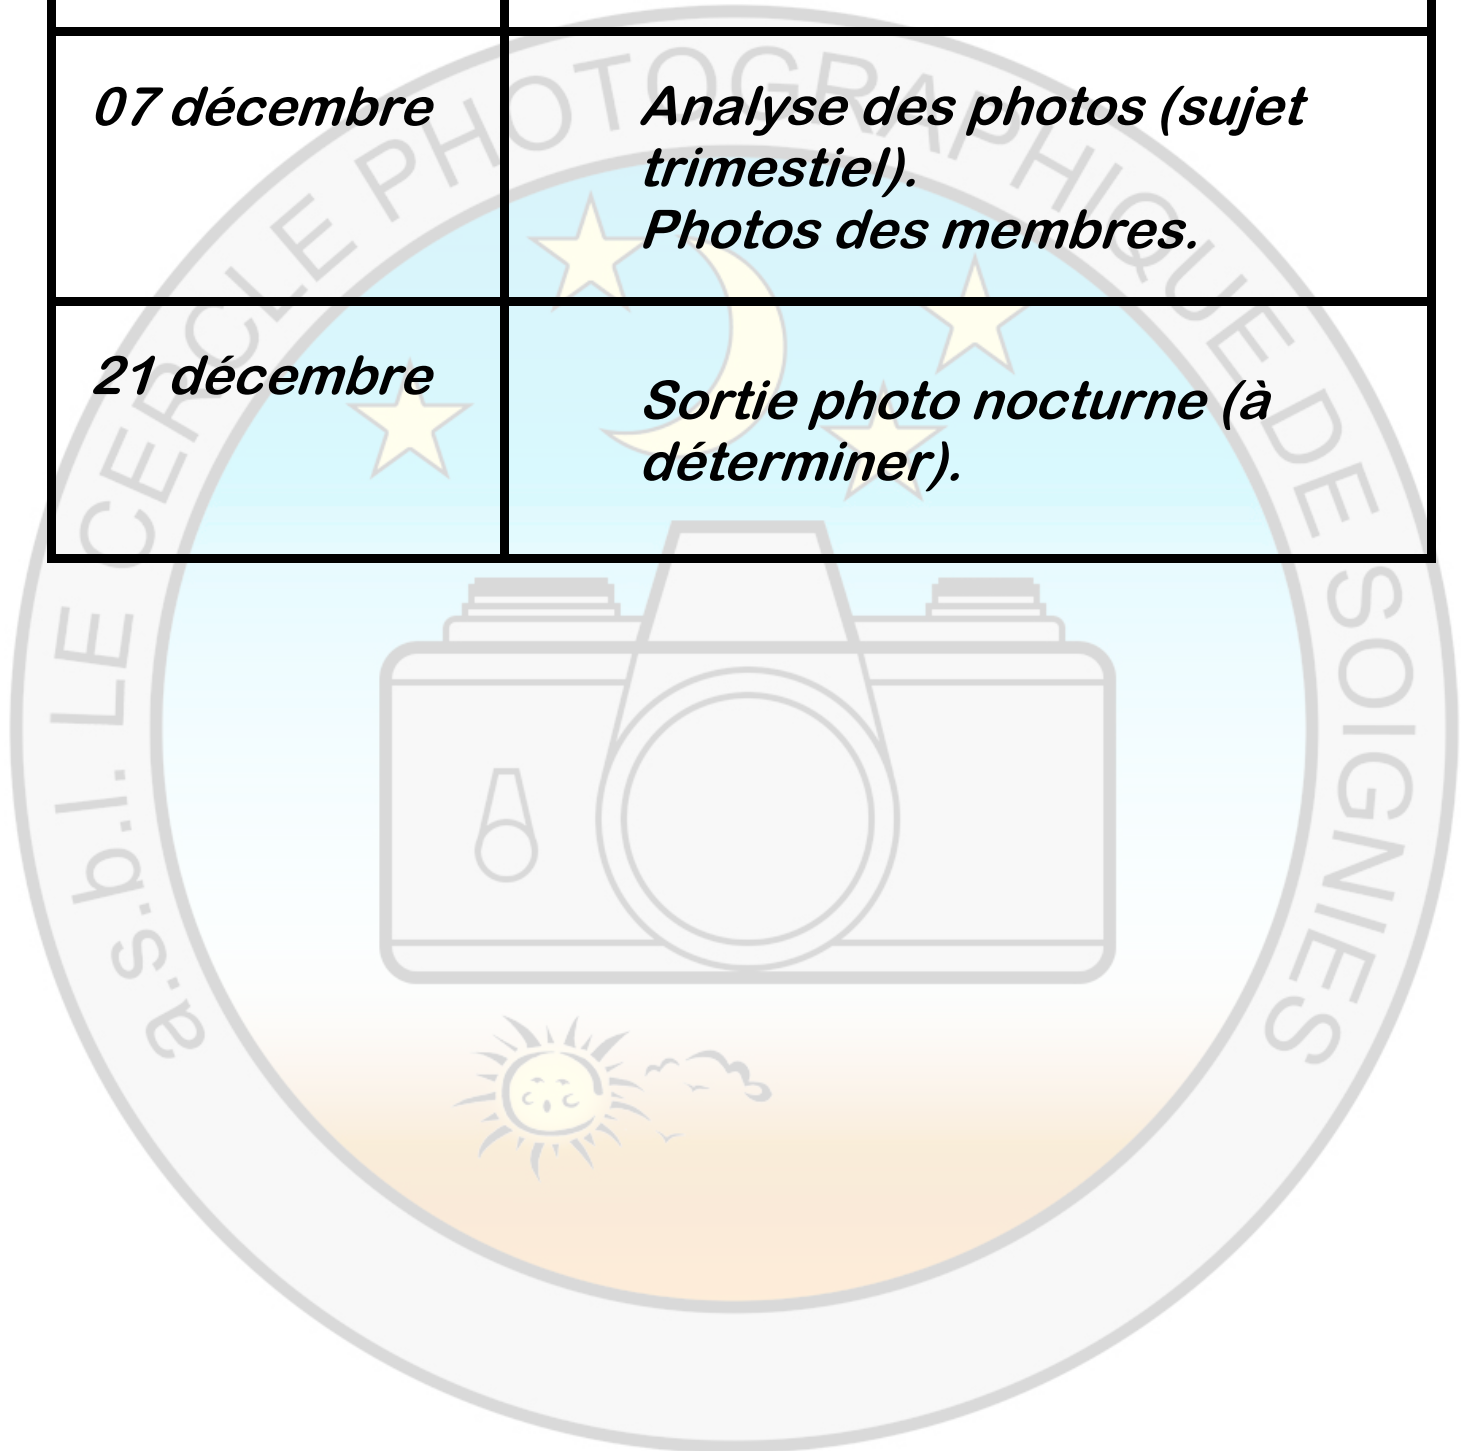 07 décembre
Analyse des photos (sujet
trimestiel).
Photos des membres.
21 décembre
Sortie photo nocturne (à
déterminer).
a.s.b.l. LE CERCLE PHOTOGRAPHIQUE DE SOIGNIES